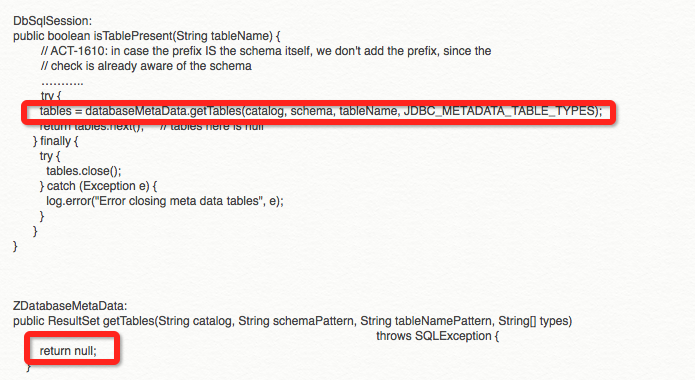 DbSqlSession:
public boolean isTablePresent(String tableName) {
// ACT-1610: in case the prefix IS the schema itself, we don't add the prefix, since the
// check is already aware of the schema
………..
try {
tables = databaseMetaData.getTables(catalog, schema, tableName, JDBC_METADATA_TABLE_TYPES);
return tables.next(); // tables here is null
} finally {
try {
tables.close();
} catch (Exception e) {
log.error("Error closing meta data tables", e);
}
}
}
ZDatabaseMetaData:
public ResultSet getTables(String catalog, String schemaPattern, String tableNamePattern, String[] types)
throws SQLException {
return null;
}